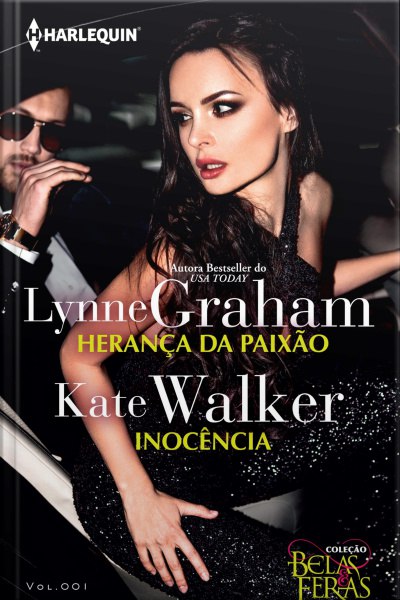 HARLEQUIN
Autora Bestseller do
USA TODAY
Lynne Graham
HERANÇA DA PAIXÃO
Kate Walker
INOCÊNCIA
COLEÇÃO
BELAS &
FERAS
VOL.001